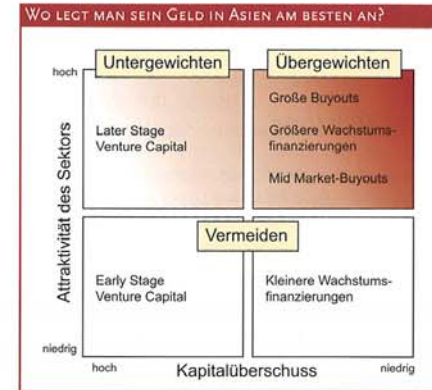 WO LEGT MAN SEIN GELD IN ASIEN AM BESTEN AN?
hoch
Untergewichten
Übergewichten
Later Stage
Venture Capital
Große Buyouts
Größere Wachstums-
finanzierungen
Mid Market-Buyouts
Attraktivität des Sektors
Vermeiden
Early Stage
Venture Capital
Kleinere Wachstums-
finanzierungen
niedrig
hoch
Kapitalüberschuss
niedrig